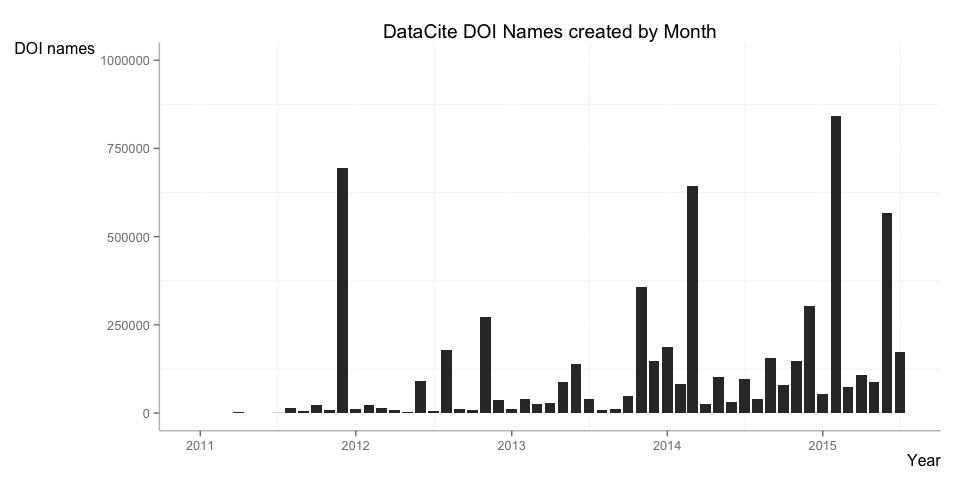 DataCite DOI Names created by Month
DOI names
1000000
750000
500000
250000
0
2011 2012 2013 2014 2015
Year